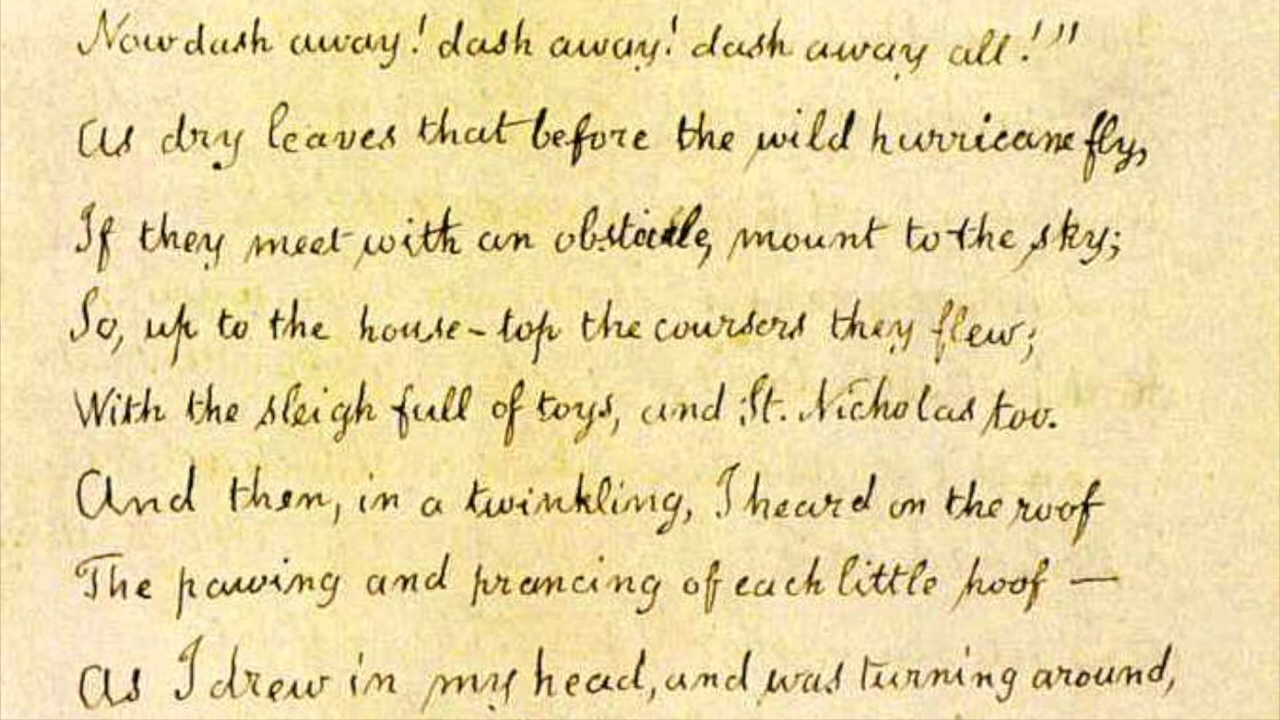 Now dash away! dash away! dash away all!"
As dry leaves that before the wild hurricane fly,
If they meet with an obstacle, mount to the sky;
So, up to the house-top the coursers they flew;
With the sleigh full of toys, and St. Nicholas too.
And then, in a twinkling, I heard on the roof
The pawing and prancing of each little hoof —
As I drew in my head, and was turning around,